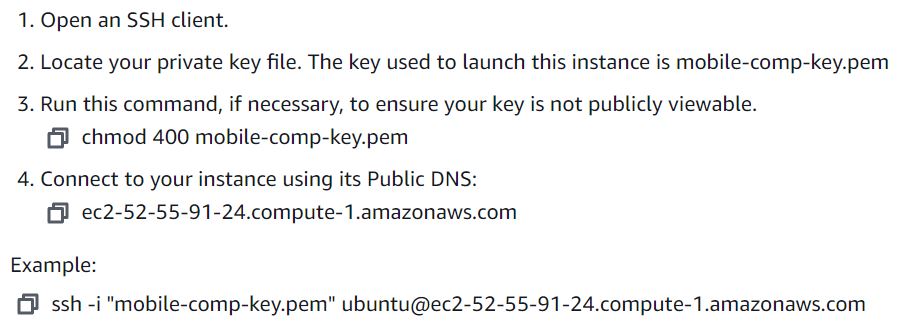 1. Open an SSH client.
2. Locate your private key file. The key used to launch this instance is mobile-comp-key.pem
3. Run this command, if necessary, to ensure your key is not publicly viewable.
chmod 400 mobile-comp-key.pem
4. Connect to your instance using its Public DNS:
ec2-52-55-91-24.compute-1.amazonaws.com
Example:
ssh -i "mobile-comp-key.pem" ubuntu@ec2-52-55-91-24.compute-1.amazonaws.com